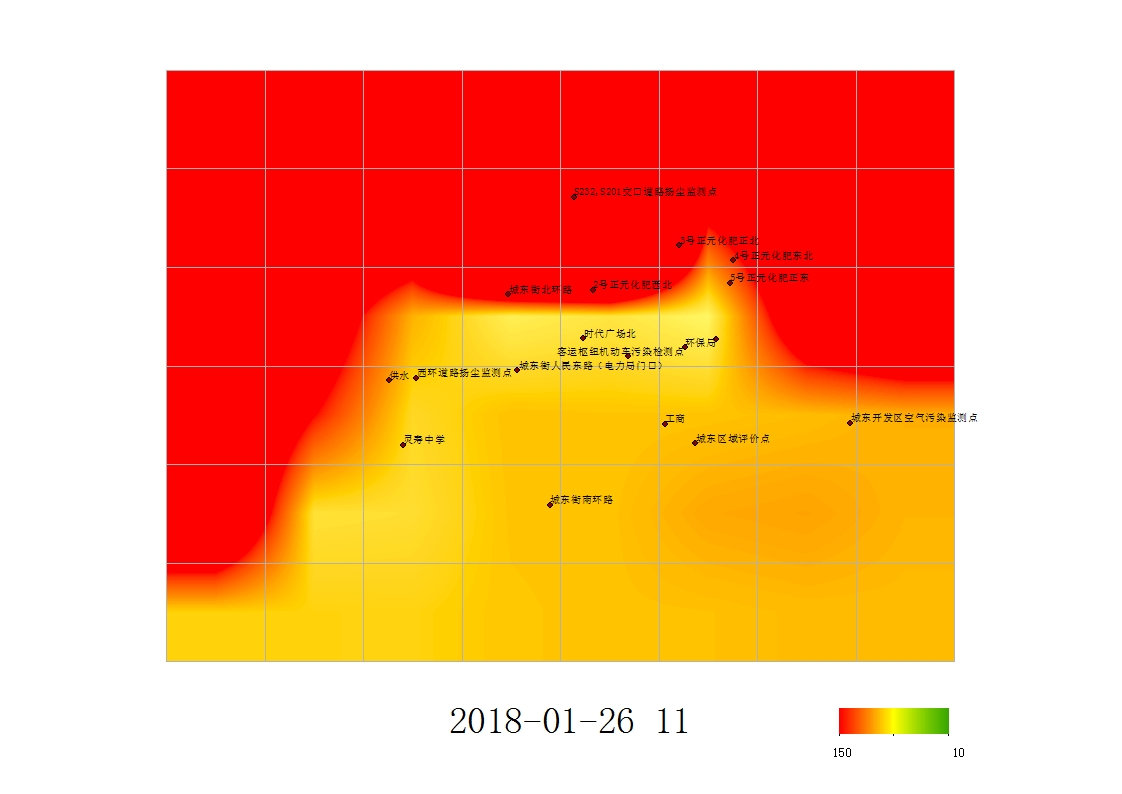 S232,S201交口道路扬尘监测点
3号正元化肥正北
4号正元化肥东北
5号正元化肥正东
2号正元化肥西北
城东街北环路
时代广场北
环保局
客运枢纽机动车污染检测点
城东街人民东路（电力局门口）
供水
西环道路扬尘监测点
工商
城东开发区空气污染监测点
灵寿中学
城东区域评价点
城东街南环路
2018-01-26 11
150
10